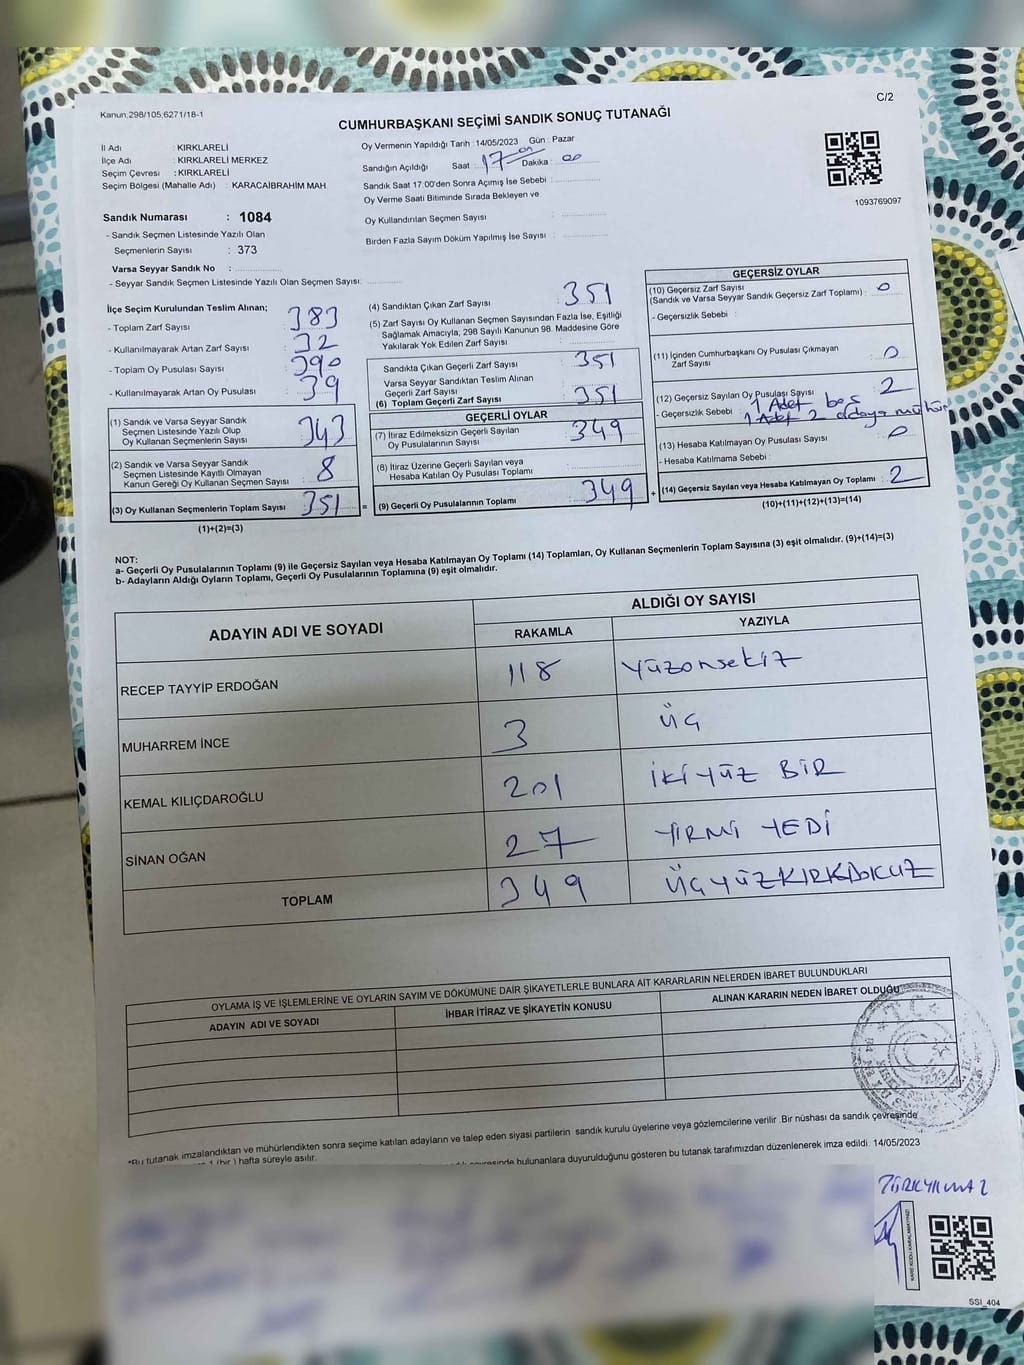 Kanun,298/105,6271/18-1
C/2
CUMHURBAŞKANI SEÇİMİ SANDIK SONUÇ TUTANAĞI
İl Adı : KIRKLARELİ
İlçe Adı : KIRKLARELİ MERKEZ
Seçim Çevresi : KIRKLARELİ
Seçim Bölgesi (Mahalle Adı) : KARACAİBRAHİM MAH.
Sandık Numarası : 1084
- Sandık Seçmen Listesinde Yazılı Olan
Seçmenlerin Sayısı : 373
Varsa Seyyar Sandık No :
- Seyyar Sandık Seçmen Listesinde Yazılı Olan Seçmen Sayısı:
Oy Vermenin Yapıldığı Tarih : 14/05/2023 Gün : Pazar
Sandığın Açıldığı Saat : 17 00 Dakika : 00
Sandık Saat 17.00'den Sonra Açımış İse Sebebi :
Oy Verme Saati Bitiminde Sırada Bekleyen ve
Oy Kullandırılan Seçmen Sayısı :
Birden Fazla Sayım Döküm Yapılmış İse Sayısı :
1093769097
İlçe Seçim Kurulundan Teslim Alınan;
- Toplam Zarf Sayısı : 383
- Kullanılmayarak Artan Zarf Sayısı : 32
- Toplam Oy Pusulası Sayısı : 390
- Kullanılmayarak Artan Oy Pusulası : 39
(1) Sandık ve Varsa Seyyar Sandık
Seçmen Listesinde Yazılı Olup
Oy Kullanan Seçmenlerin Sayısı : 343
(2) Sandık ve Varsa Seyyar Sandık
Seçmen Listesinde Kayıtlı Olmayan
Kanun Gereği Oy Kullanan Seçmen Sayısı : 8
(3) Oy Kullanan Seçmenlerin Toplam Sayısı : 351
(1)+(2)=(3)
=
(4) Sandıktan Çıkan Zarf Sayısı : 351
(5) Zarf Sayısı Oy Kullanan Seçmen Sayısından Fazla İse, Eşitliği
Sağlamak Amacıyla, 298 Sayılı Kanunun 98. Maddesine Göre
Yakılarak Yok Edilen Zarf Sayısı :
Sandıkta Çıkan Geçerli Zarf Sayısı : 351
Varsa Seyyar Sandıktan Teslim Alınan
Geçerli Zarf Sayısı :
(6) Toplam Geçerli Zarf Sayısı : 351
GEÇERLİ OYLAR
(7) İtiraz Edilmeksizin Geçerli Sayılan
Oy Pusulalarının Sayısı : 349
(8) İtiraz Üzerine Geçerli Sayılan veya
Hesaba Katılan Oy Pusulası Toplamı :
(9) Geçerli Oy Pusulalarının Toplamı : 349
+
GEÇERSİZ OYLAR
(10) Geçersiz Zarf Sayısı
(Sandık ve Varsa Seyyar Sandık Geçersiz Zarf Toplamı) : 0
- Geçersizlik Sebebi :
(11) İçinden Cumhurbaşkanı Oy Pusulası Çıkmayan
Zarf Sayısı : 0
(12) Geçersiz Sayılan Oy Pusulası Sayısı : 2
- Geçersizlik Sebebi : 1 Adet boş
1 Adet 2 adaya mühür
(13) Hesaba Katılmayan Oy Pusulası Sayısı : 0
- Hesaba Katılmama Sebebi :
(14) Geçersiz Sayılan veya Hesaba Katılmayan Oy Toplamı : 2
(10)+(11)+(12)+(13)=(14)
NOT:
a- Geçerli Oy Pusulalarının Toplamı (9) ile Geçersiz Sayılan veya Hesaba Katılmayan Oy Toplamı (14) Toplamları, Oy Kullanan Seçmenlerin Toplam Sayısına (3) eşit olmalıdır. (9)+(14)=(3)
b- Adayların Aldığı Oyların Toplamı, Geçerli Oy Pusulalarının Toplamına (9) eşit olmalıdır.
ADAYIN ADI VE SOYADI
ALDIĞI OY SAYISI
RAKAMLA YAZIYLA
RECEP TAYYİP ERDOĞAN 118 yüzonsekiz
MUHARREM İNCE 3 üç
KEMAL KILIÇDAROĞLU 201 İKİYÜZ BİR
SİNAN OĞAN 27 YİRMİ YEDİ
TOPLAM 349 ÜÇYÜZKIRKDOKUZ
OYLAMA İŞ VE İŞLEMLERİNE VE OYLARIN SAYIM VE DÖKÜMÜNE DAİR ŞİKAYETLERLE BUNLARA AİT KARARLARIN NELERDEN İBARET BULUNDUKLARI
ADAYIN ADI VE SOYADI İHBAR İTİRAZ VE ŞİKAYETİN KONUSU ALINAN KARARIN NEDEN İBARET OLDUĞU
*Bu tutanak imzalandıktan ve mühürlendikten sonra seçime katılan adayların ve talep eden siyasi partilerin sandık kurulu üyelerine veya gözlemcilerine verilir. Bir nüshası da sandık çevresinde
1 (bir) hafta süreyle asılır.
bulunanlara duyurulduğunu gösteren bu tutanak tarafımızdan düzenlenerek imza edildi. 14/05/2023
KARE KODU KARALAMAYINIZ!
SSI_404